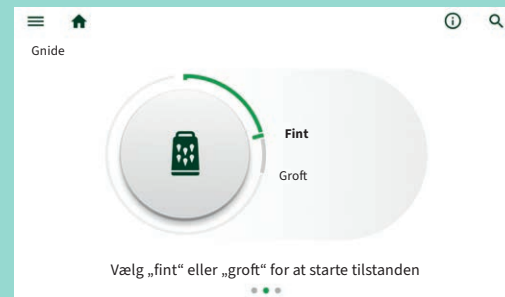 Gnide
Fint
Groft
Vælg „fint“ eller „groft“ for at starte tilstanden